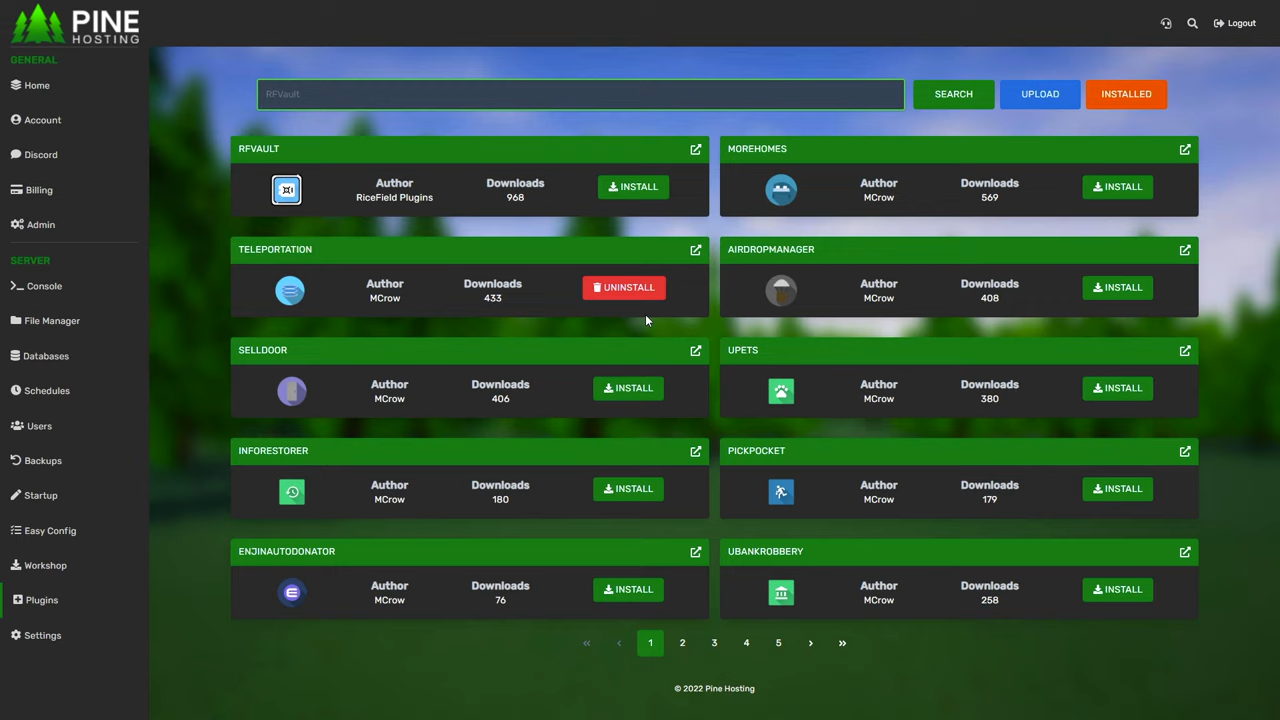 PINE
HOSTING
Logout
GENERAL
Home
Account
Discord
Billing
Admin
SERVER
Console
File Manager
Databases
Schedules
Users
Backups
Startup
Easy Config
Workshop
Plugins
Settings
RFVault
SEARCH
UPLOAD
INSTALLED
RFVAULT
Author
RiceField Plugins
Downloads
968
INSTALL
MOREHOMES
Author
MCrow
Downloads
569
INSTALL
TELEPORTATION
Author
MCrow
Downloads
433
UNINSTALL
AIRDROPMANAGER
Author
MCrow
Downloads
408
INSTALL
SELLDOOR
Author
MCrow
Downloads
406
INSTALL
UPETS
Author
MCrow
Downloads
380
INSTALL
INFORESTORER
Author
MCrow
Downloads
180
INSTALL
PICKPOCKET
Author
MCrow
Downloads
179
INSTALL
ENJINAUTODONATOR
Author
MCrow
Downloads
76
INSTALL
UBANKROBBERY
Author
MCrow
Downloads
258
INSTALL
« ‹ 1 2 3 4 5 › »
© 2022 Pine Hosting